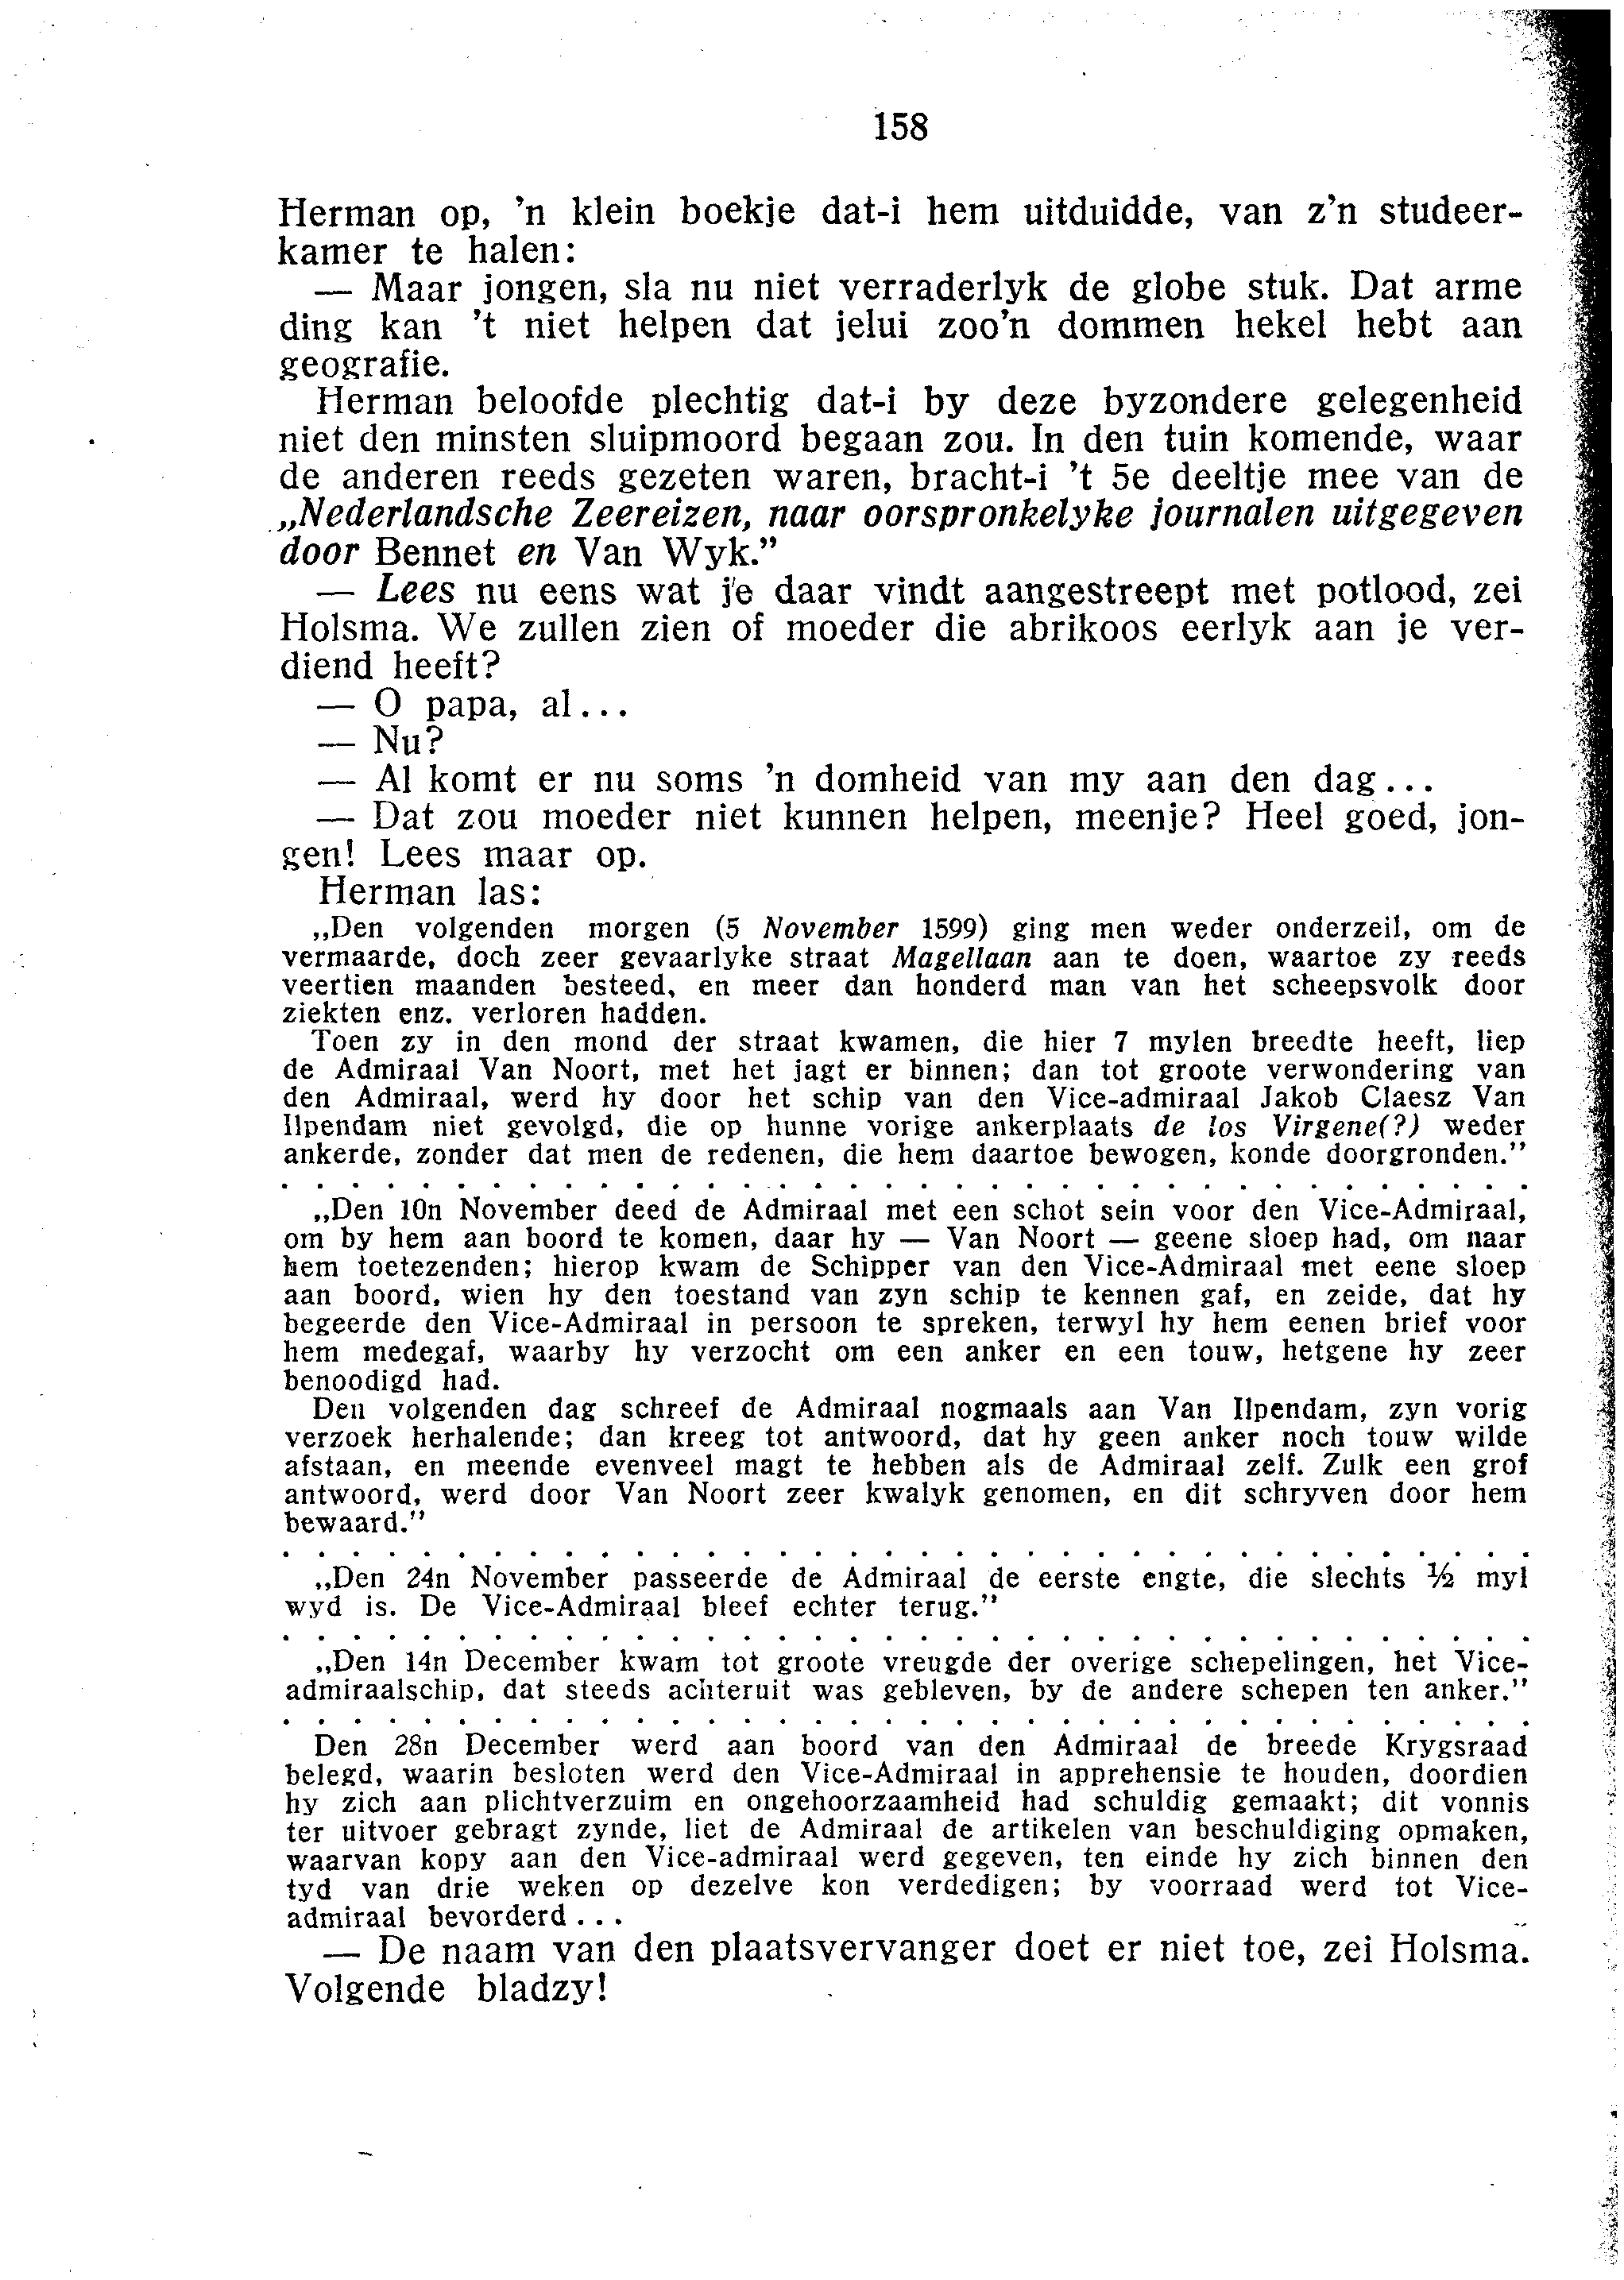 158
Herman op, 'n klein boekje dat-i hem uitduidde, van z'n studeer-
kamer te halen:
— Maar jongen, sla nu niet verraderlyk de globe stuk. Dat arme
ding kan 't niet helpen dat jelui zoo'n dommen hekel hebt aan
geografie.
Herman beloofde plechtig dat-i by deze byzondere gelegenheid
niet den minsten sluipmoord begaan zou. In den tuin komende, waar
de anderen reeds gezeten waren, bracht-i 't 5e deeltje mee van de
„Nederlandsche Zeereizen, naar oorspronkelyke journalen uitgegeven
door Bennet en Van Wyk.”
— Lees nu eens wat je daar vindt aangestreept met potlood, zei
Holsma. We zullen zien of moeder die abrikoos eerlyk aan je ver-
diend heeft?
— O papa, al...
— Nu?
— Al komt er nu soms 'n domheid van my aan den dag...
— Dat zou moeder niet kunnen helpen, meenje? Heel goed, jon-
gen! Lees maar op.
Herman las:
„Den volgenden morgen (5 November 1599) ging men weder onderzeil, om de
vermaarde, doch zeer gevaarlyke straat Magellaan aan te doen, waartoe zy reeds
veertien maanden besteed, en meer dan honderd man van het scheepsvolk door
ziekten enz. verloren hadden.
Toen zy in den mond der straat kwamen, die hier 7 mylen breedte heeft, liep
de Admiraal Van Noort, met het jagt er binnen; dan tot groote verwondering van
den Admiraal, werd hy door het schip van den Vice-admiraal Jakob Claesz Van
Ilpendam niet gevolgd, die op hunne vorige ankerplaats de los Virgene(?) weder
ankerde, zonder dat men de redenen, die hem daartoe bewogen, konde doorgronden.”
. . . . . . . . . . . . . . . . . . . . . . . . . . . . . . . . . . . .
„Den 10n November deed de Admiraal met een schot sein voor den Vice-Admiraal,
om by hem aan boord te komen, daar hy — Van Noort — geene sloep had, om naar
hem toetezenden; hierop kwam de Schipper van den Vice-Admiraal met eene sloep
aan boord, wien hy den toestand van zyn schip te kennen gaf, en zeide, dat hy
begeerde den Vice-Admiraal in persoon te spreken, terwyl hy hem eenen brief voor
hem medegaf, waarby hy verzocht om een anker en een touw, hetgene hy zeer
benoodigd had.
Den volgenden dag schreef de Admiraal nogmaals aan Van Ilpendam, zyn vorig
verzoek herhalende; dan kreeg tot antwoord, dat hy geen anker noch touw wilde
afstaan, en meende evenveel magt te hebben als de Admiraal zelf. Zulk een grof
antwoord, werd door Van Noort zeer kwalyk genomen, en dit schryven door hem
bewaard.”
. . . . . . . . . . . . . . . . . . . . . . . . . . . . . . . . . . . .
„Den 24n November passeerde de Admiraal de eerste engte, die slechts ½ myl
wyd is. De Vice-Admiraal bleef echter terug.”
. . . . . . . . . . . . . . . . . . . . . . . . . . . . . . . . . . . .
„Den 14n December kwam tot groote vreugde der overige schepelingen, het Vice-
admiraalschip, dat steeds achteruit was gebleven, by de andere schepen ten anker.”
. . . . . . . . . . . . . . . . . . . . . . . . . . . . . . . . . . . .
Den 28n December werd aan boord van den Admiraal de breede Krygsraad
belegd, waarin besloten werd den Vice-Admiraal in apprehensie te houden, doordien
hy zich aan plichtverzuim en ongehoorzaamheid had schuldig gemaakt; dit vonnis
ter uitvoer gebragt zynde, liet de Admiraal de artikelen van beschuldiging opmaken,
waarvan kopy aan den Vice-admiraal werd gegeven, ten einde hy zich binnen den
tyd van drie weken op dezelve kon verdedigen; by voorraad werd tot Vice-
admiraal bevorderd...
— De naam van den plaatsvervanger doet er niet toe, zei Holsma.
Volgende bladzy!